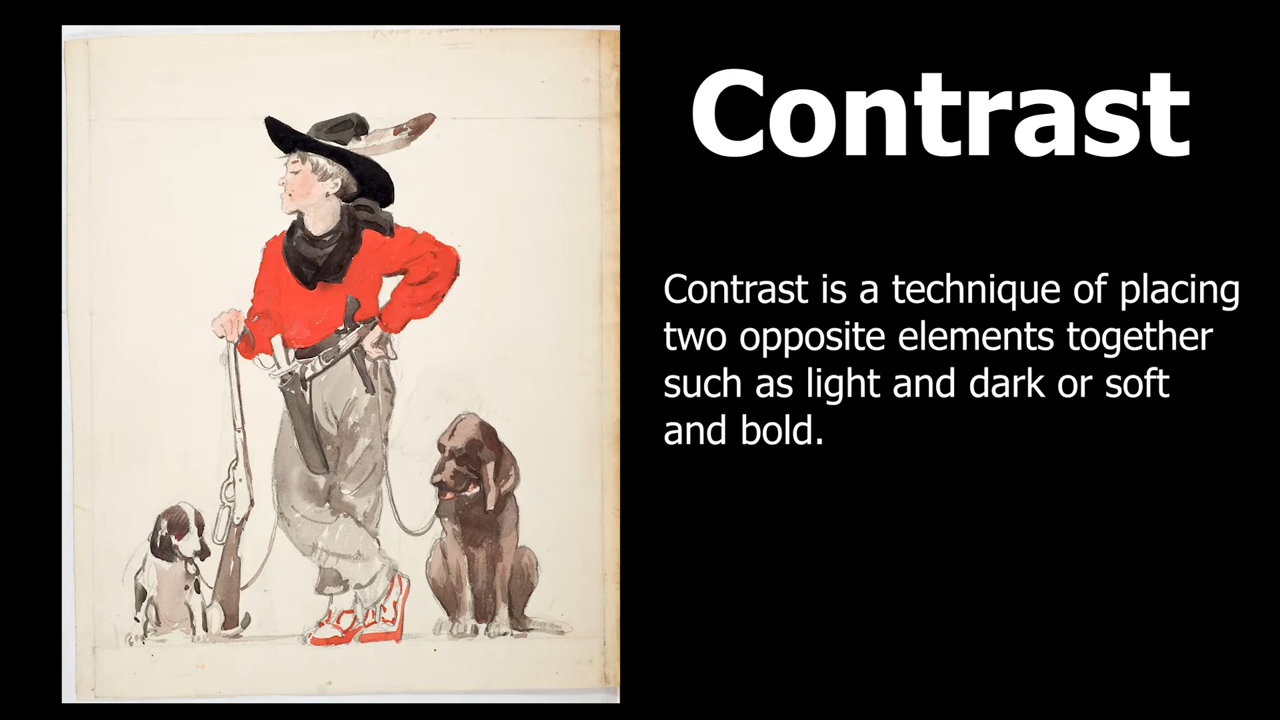 Contrast
Contrast is a technique of placing
two opposite elements together
such as light and dark or soft
and bold.